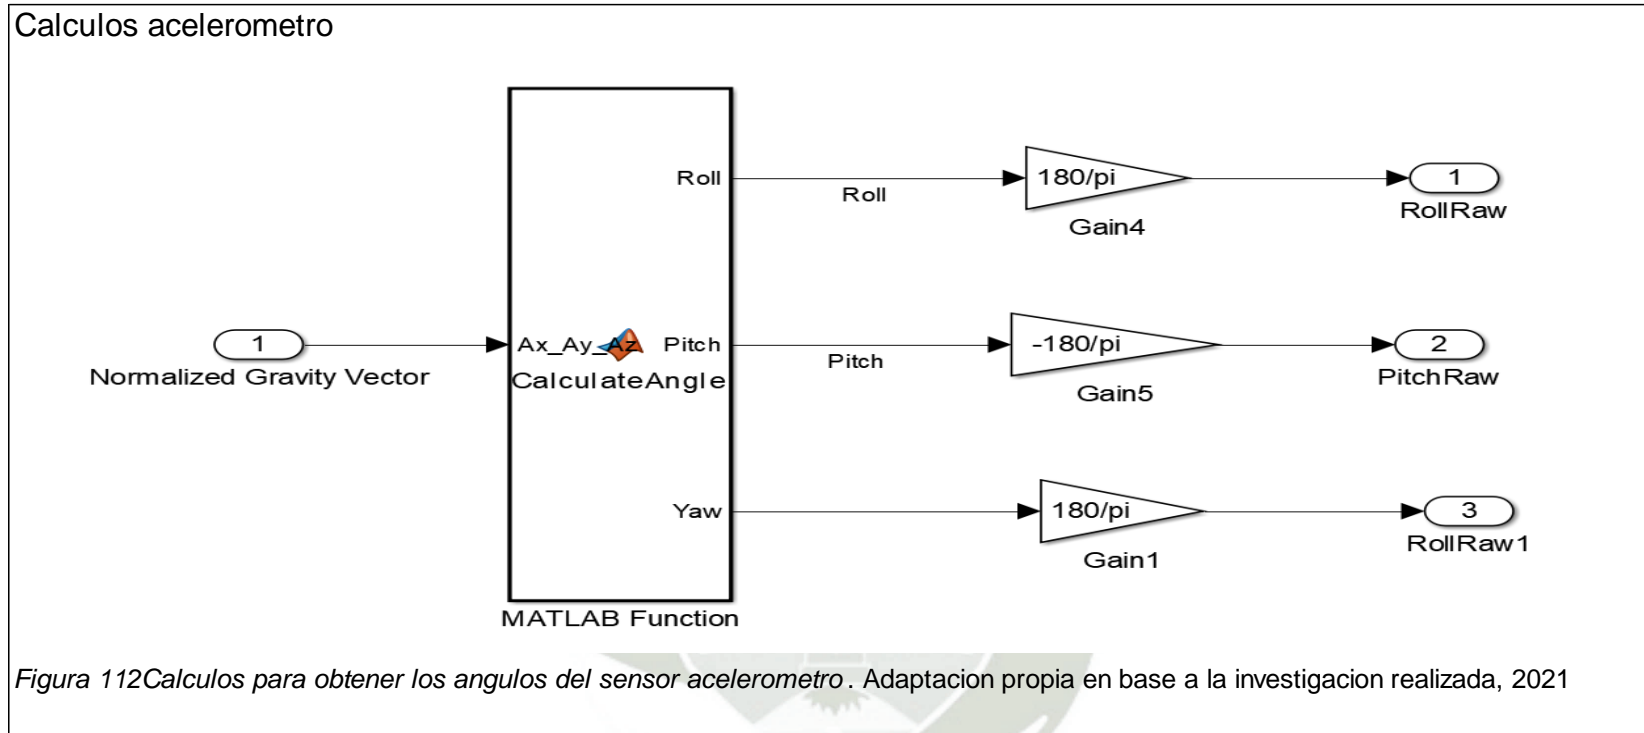 Calculos acelerometro
Roll
Roll
180/pi
Gain4
1
RollRaw
1
Normalized Gravity Vector
Ax_Ay_Az
CalculateAngle
Pitch
Pitch
-180/pi
Gain5
2
PitchRaw
Yaw
180/pi
Gain1
3
RollRaw1
MATLAB Function
Figura 112Calculos para obtener los angulos del sensor acelerometro. Adaptacion propia en base a la investigacion realizada, 2021